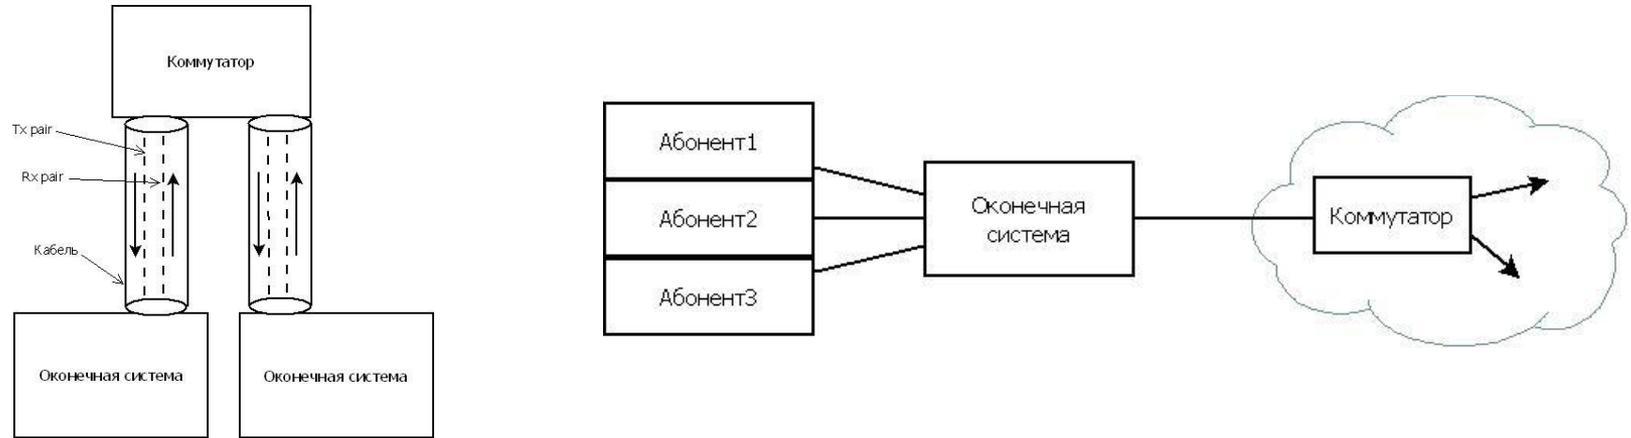 Коммутатор
Tx pair
Rx pair
Кабель
Оконечная система
Оконечная система
Абонент1
Абонент2
Абонент3
Оконечная
система
Коммутатор